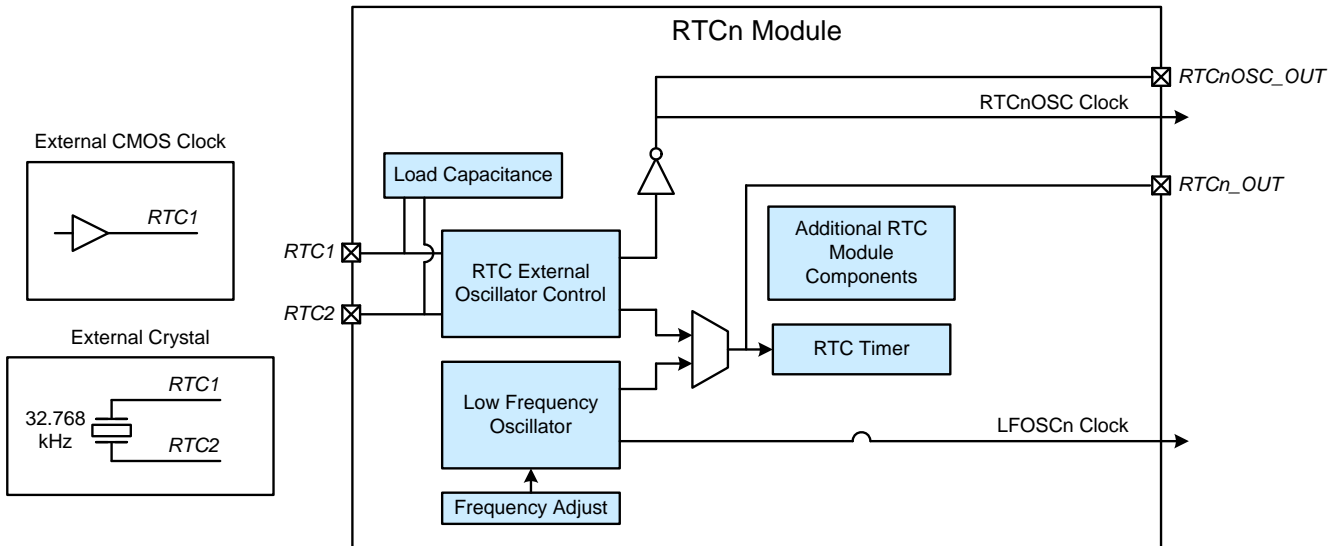 RTCn Module
RTCnOSC_OUT
RTCnOSC Clock
External CMOS Clock
RTC1
Load Capacitance
RTCn_OUT
Additional RTC
Module
Components
RTC1
RTC External
Oscillator Control
RTC2
External Crystal
RTC1
32.768
kHz
RTC2
RTC Timer
Low Frequency
Oscillator
LFOSCn Clock
Frequency Adjust